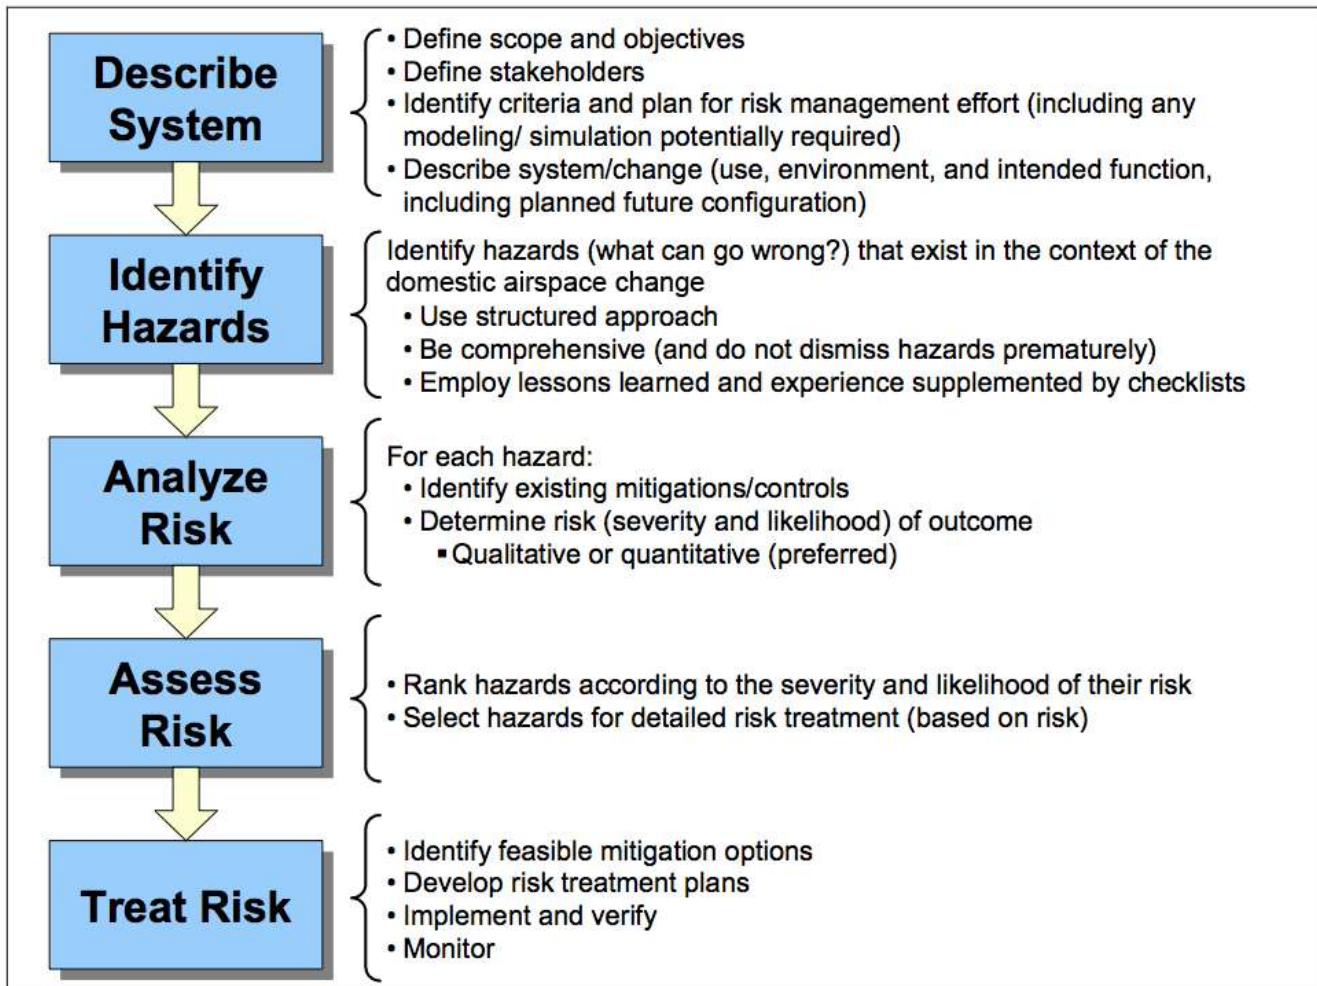 Describe
System
• Define scope and objectives
• Define stakeholders
• Identify criteria and plan for risk management effort (including any
modeling/ simulation potentially required)
• Describe system/change (use, environment, and intended function,
including planned future configuration)
Identify
Hazards
Identify hazards (what can go wrong?) that exist in the context of the
domestic airspace change
• Use structured approach
• Be comprehensive (and do not dismiss hazards prematurely)
• Employ lessons learned and experience supplemented by checklists
Analyze
Risk
For each hazard:
• Identify existing mitigations/controls
• Determine risk (severity and likelihood) of outcome
▪ Qualitative or quantitative (preferred)
Assess
Risk
• Rank hazards according to the severity and likelihood of their risk
• Select hazards for detailed risk treatment (based on risk)
Treat Risk
• Identify feasible mitigation options
• Develop risk treatment plans
• Implement and verify
• Monitor